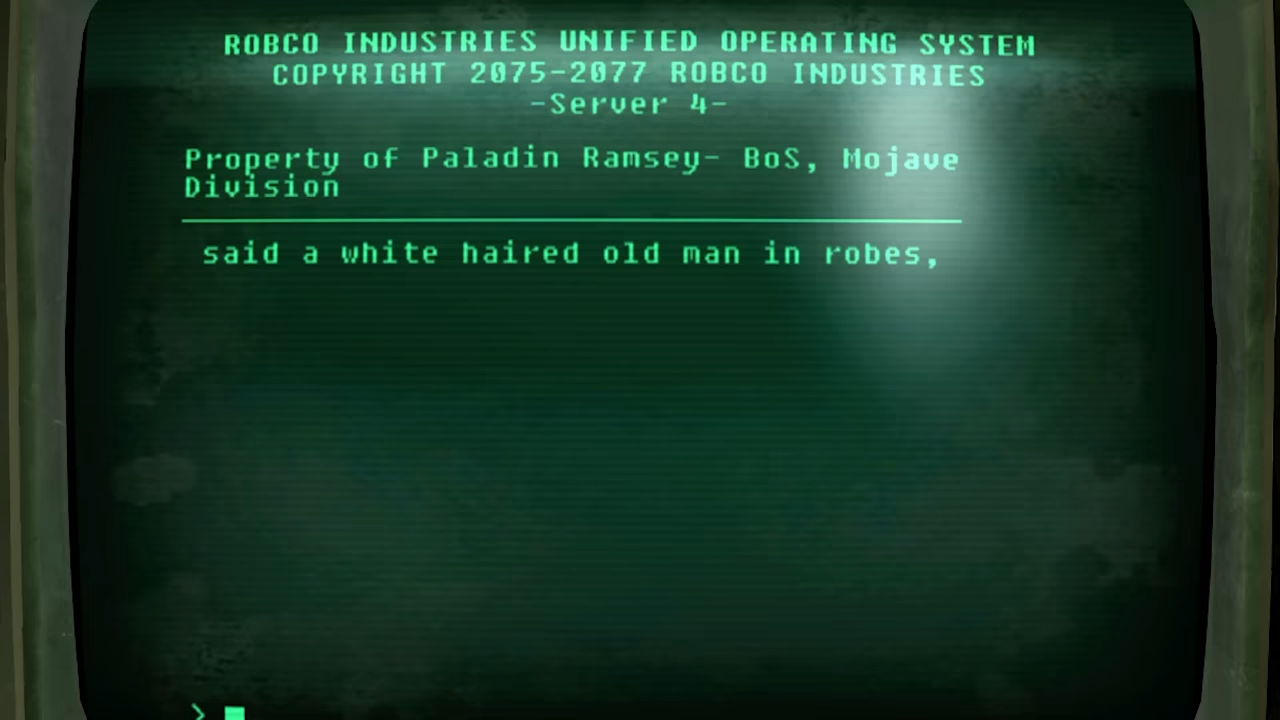 ROBCO INDUSTRIES UNIFIED OPERATING SYSTEM
COPYRIGHT 2075-2077 ROBCO INDUSTRIES
-Server 4-
Property of Paladin Ramsey- BoS, Mojave
Division
said a white haired old man in robes,
>